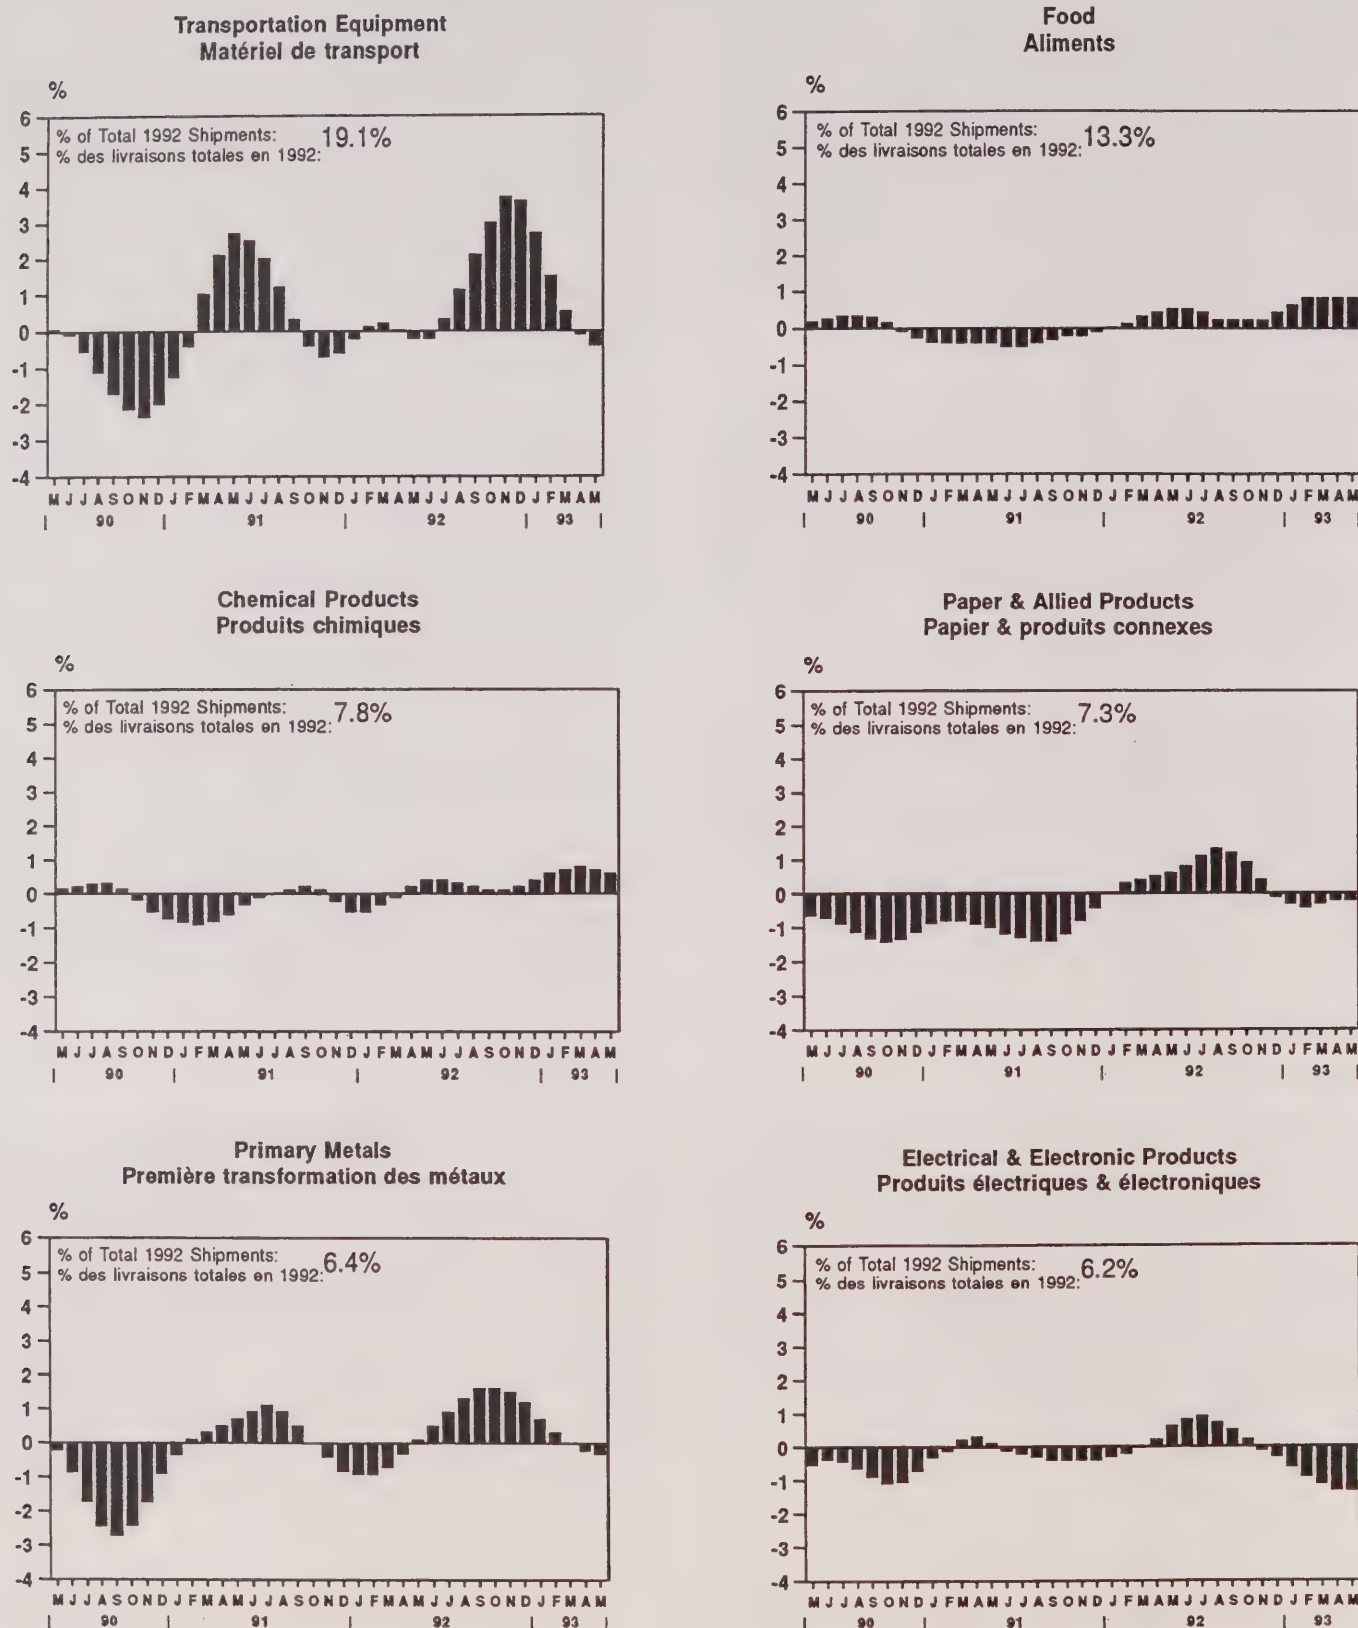 Transportation Equipment
Matériel de transport
%
% of Total 1992 Shipments: 19.1%
% des livraisons totales en 1992:
6
5
4
3
2
1
0
-1
-2
-3
-4
M J J A S O N D J F M A M J J A S O N D J F M A M J J A S O N D J F M A M
| 90 | 91 | 92 | 93 |
Food
Aliments
%
% of Total 1992 Shipments: 13.3%
% des livraisons totales en 1992:
6
5
4
3
2
1
0
-1
-2
-3
-4
M J J A S O N D J F M A M J J A S O N D J F M A M J J A S O N D J F M A M
| 90 | 91 | 92 | 93
Chemical Products
Produits chimiques
%
% of Total 1992 Shipments: 7.8%
% des livraisons totales en 1992:
6
5
4
3
2
1
0
-1
-2
-3
-4
M J J A S O N D J F M A M J J A S O N D J F M A M J J A S O N D J F M A M
| 90 | 91 | 92 | 93 |
Paper & Allied Products
Papier & produits connexes
%
% of Total 1992 Shipments: 7.3%
% des livraisons totales en 1992:
6
5
4
3
2
1
0
-1
-2
-3
-4
M J J A S O N D J F M A M J J A S O N D J F M A M J J A S O N D J F M A M
| 90 | 91 | 92 | 93
Primary Metals
Première transformation des métaux
%
% of Total 1992 Shipments: 6.4%
% des livraisons totales en 1992:
6
5
4
3
2
1
0
-1
-2
-3
-4
M J J A S O N D J F M A M J J A S O N D J F M A M J J A S O N D J F M A M
| 90 | 91 | 92 | 93 |
Electrical & Electronic Products
Produits électriques & électroniques
%
% of Total 1992 Shipments: 6.2%
% des livraisons totales en 1992:
6
5
4
3
2
1
0
-1
-2
-3
-4
M J J A S O N D J F M A M J J A S O N D J F M A M J J A S O N D J F M A M
| 90 | 91 | 92 | 93